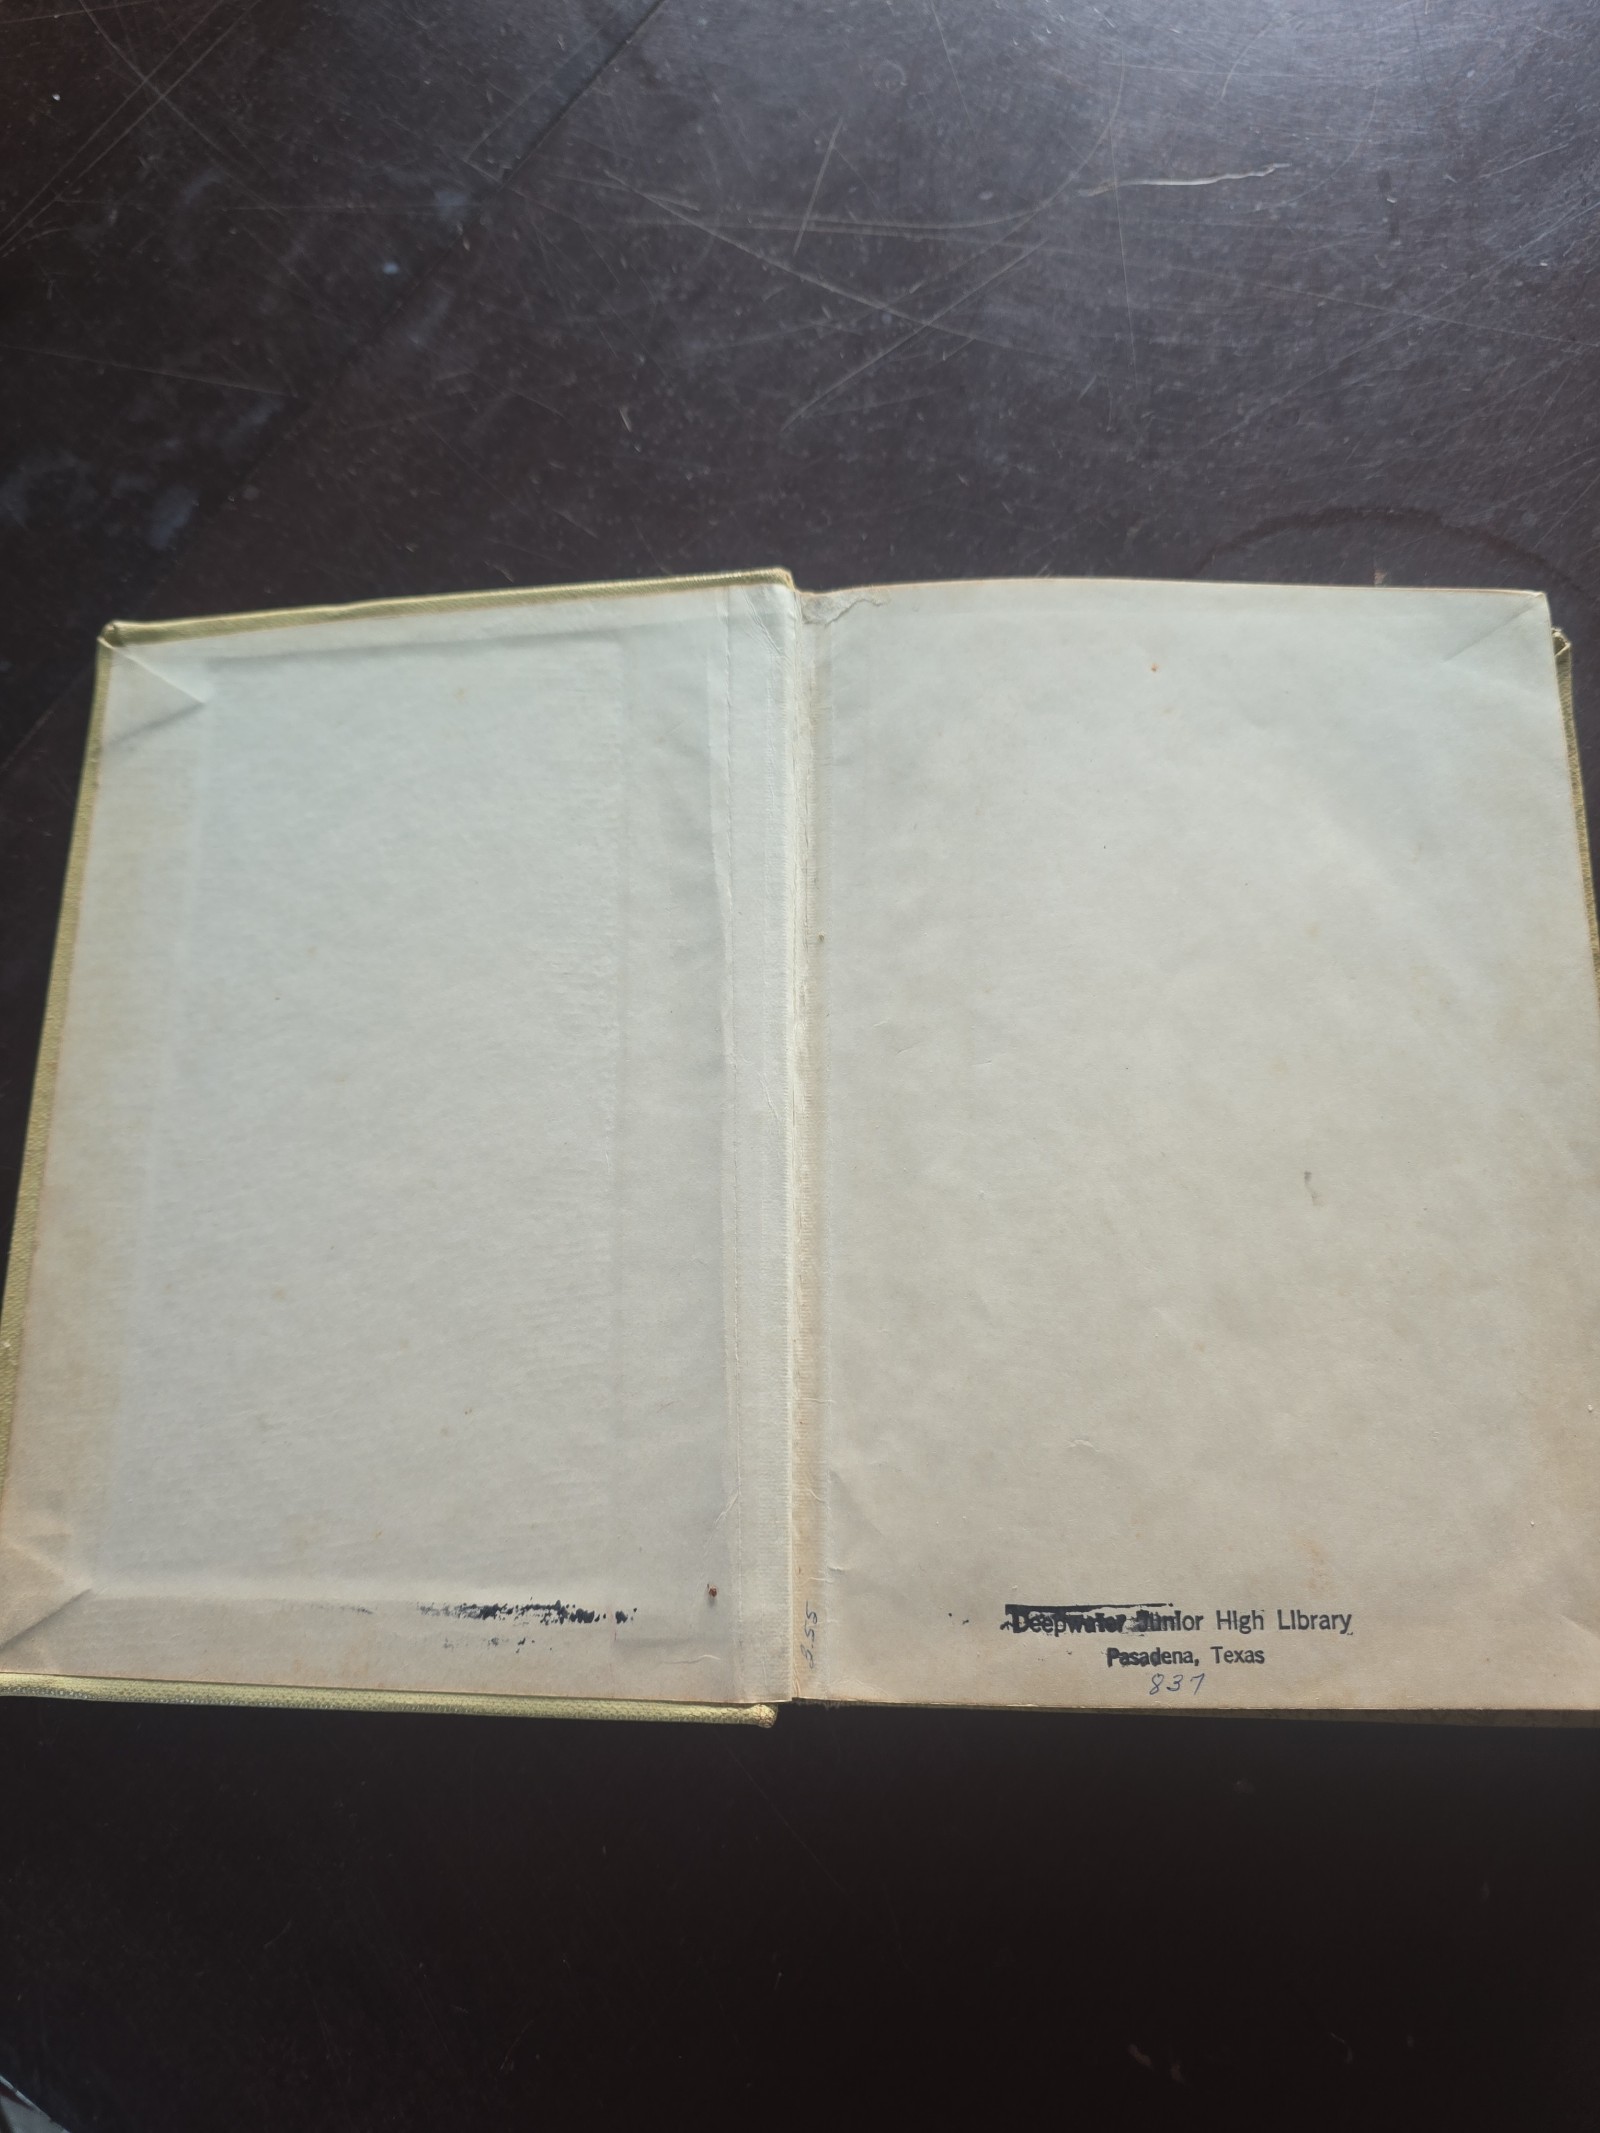 3.55
Deepwater Junior High Library
Pasadena, Texas
837